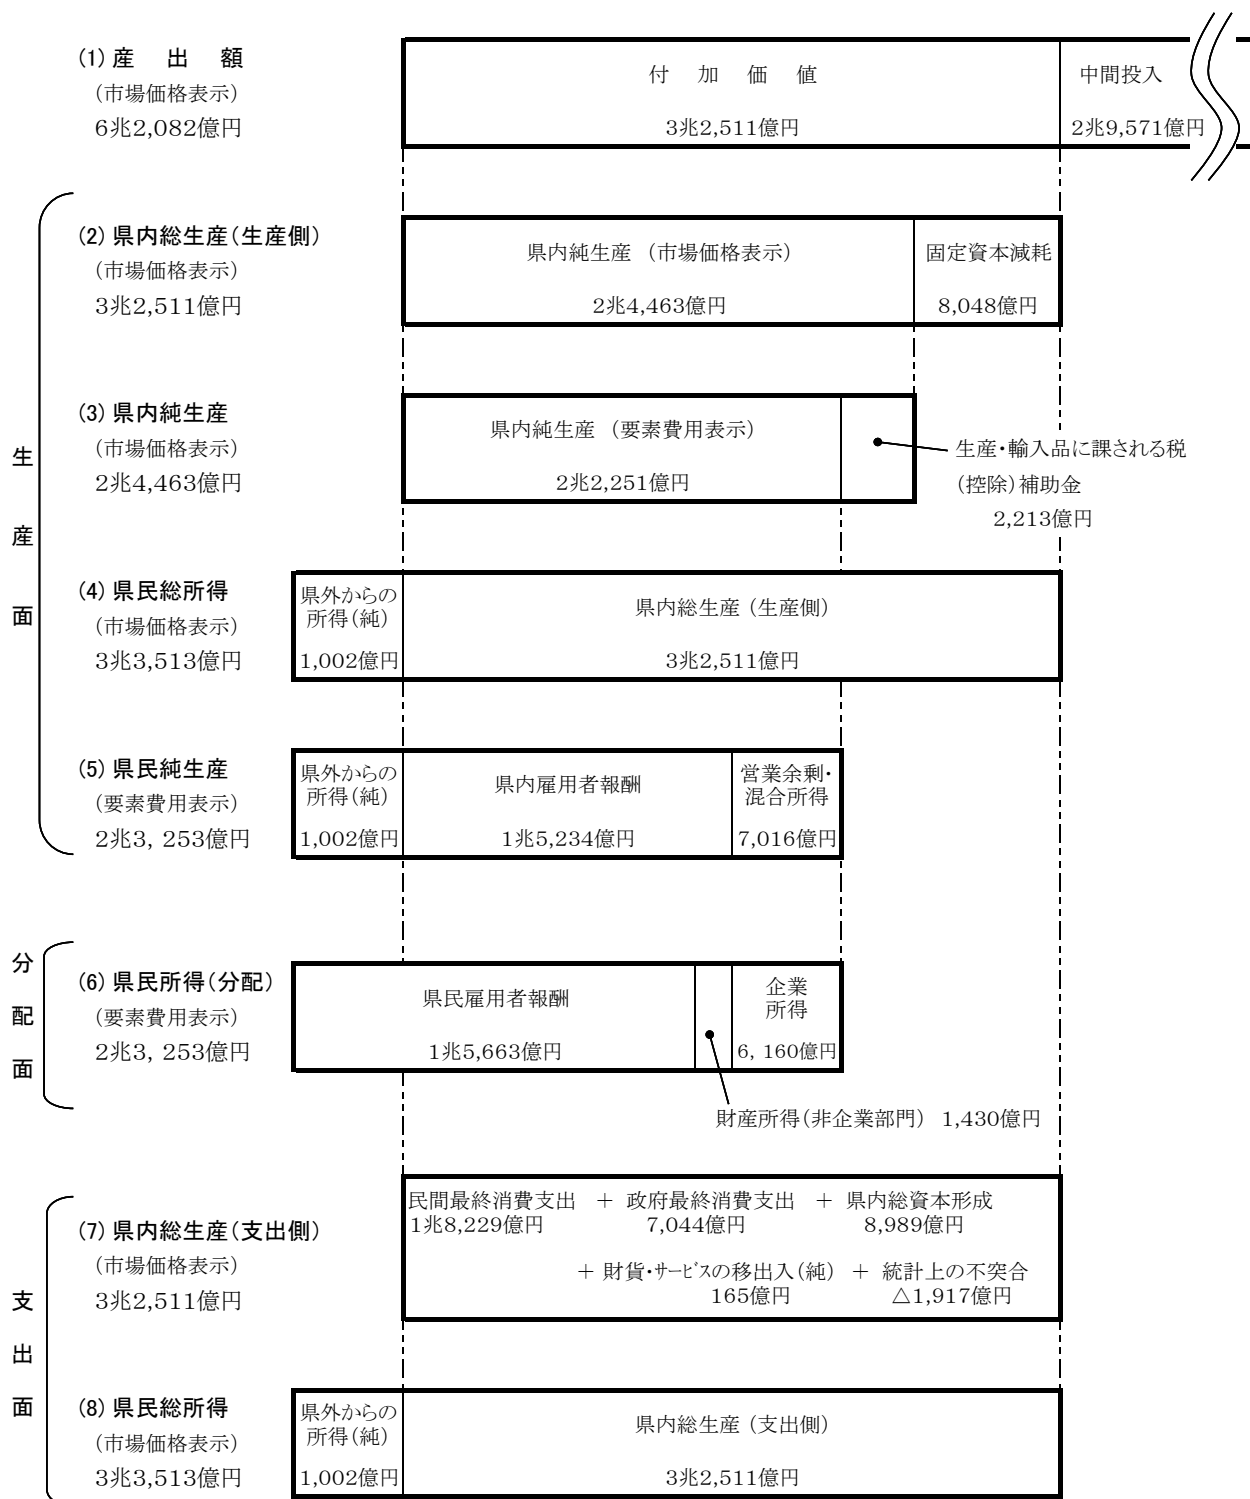 (1) 産 出 額
(市場価格表示)
6兆2,082億円
付 加 価 値
3兆2,511億円
中間投入
2兆9,571億円
生産面
(2) 県内総生産(生産側)
(市場価格表示)
3兆2,511億円
県内純生産 (市場価格表示)
2兆4,463億円
固定資本減耗
8,048億円
(3) 県内純生産
(市場価格表示)
2兆4,463億円
県内純生産 (要素費用表示)
2兆2,251億円
生産・輸入品に課される税
(控除)補助金
2,213億円
(4) 県民総所得
(市場価格表示)
3兆3,513億円
県外からの
所得(純)
1,002億円
県内総生産(生産側)
3兆2,511億円
(5) 県民純生産
(要素費用表示)
2兆3, 253億円
県外からの
所得(純)
1,002億円
県内雇用者報酬
1兆5,234億円
営業余剰・
混合所得
7,016億円
分配面
(6) 県民所得(分配)
(要素費用表示)
2兆3, 253億円
県民雇用者報酬
1兆5,663億円
企業
所得
6, 160億円
財産所得(非企業部門) 1,430億円
支出面
(7) 県内総生産(支出側)
(市場価格表示)
3兆2,511億円
民間最終消費支出 + 政府最終消費支出 + 県内総資本形成
1兆8,229億円 7,044億円 8,989億円
+ 財貨・サービスの移出入(純) + 統計上の不突合
165億円 △1,917億円
(8) 県民総所得
(市場価格表示)
3兆3,513億円
県外からの
所得(純)
1,002億円
県内総生産(支出側)
3兆2,511億円